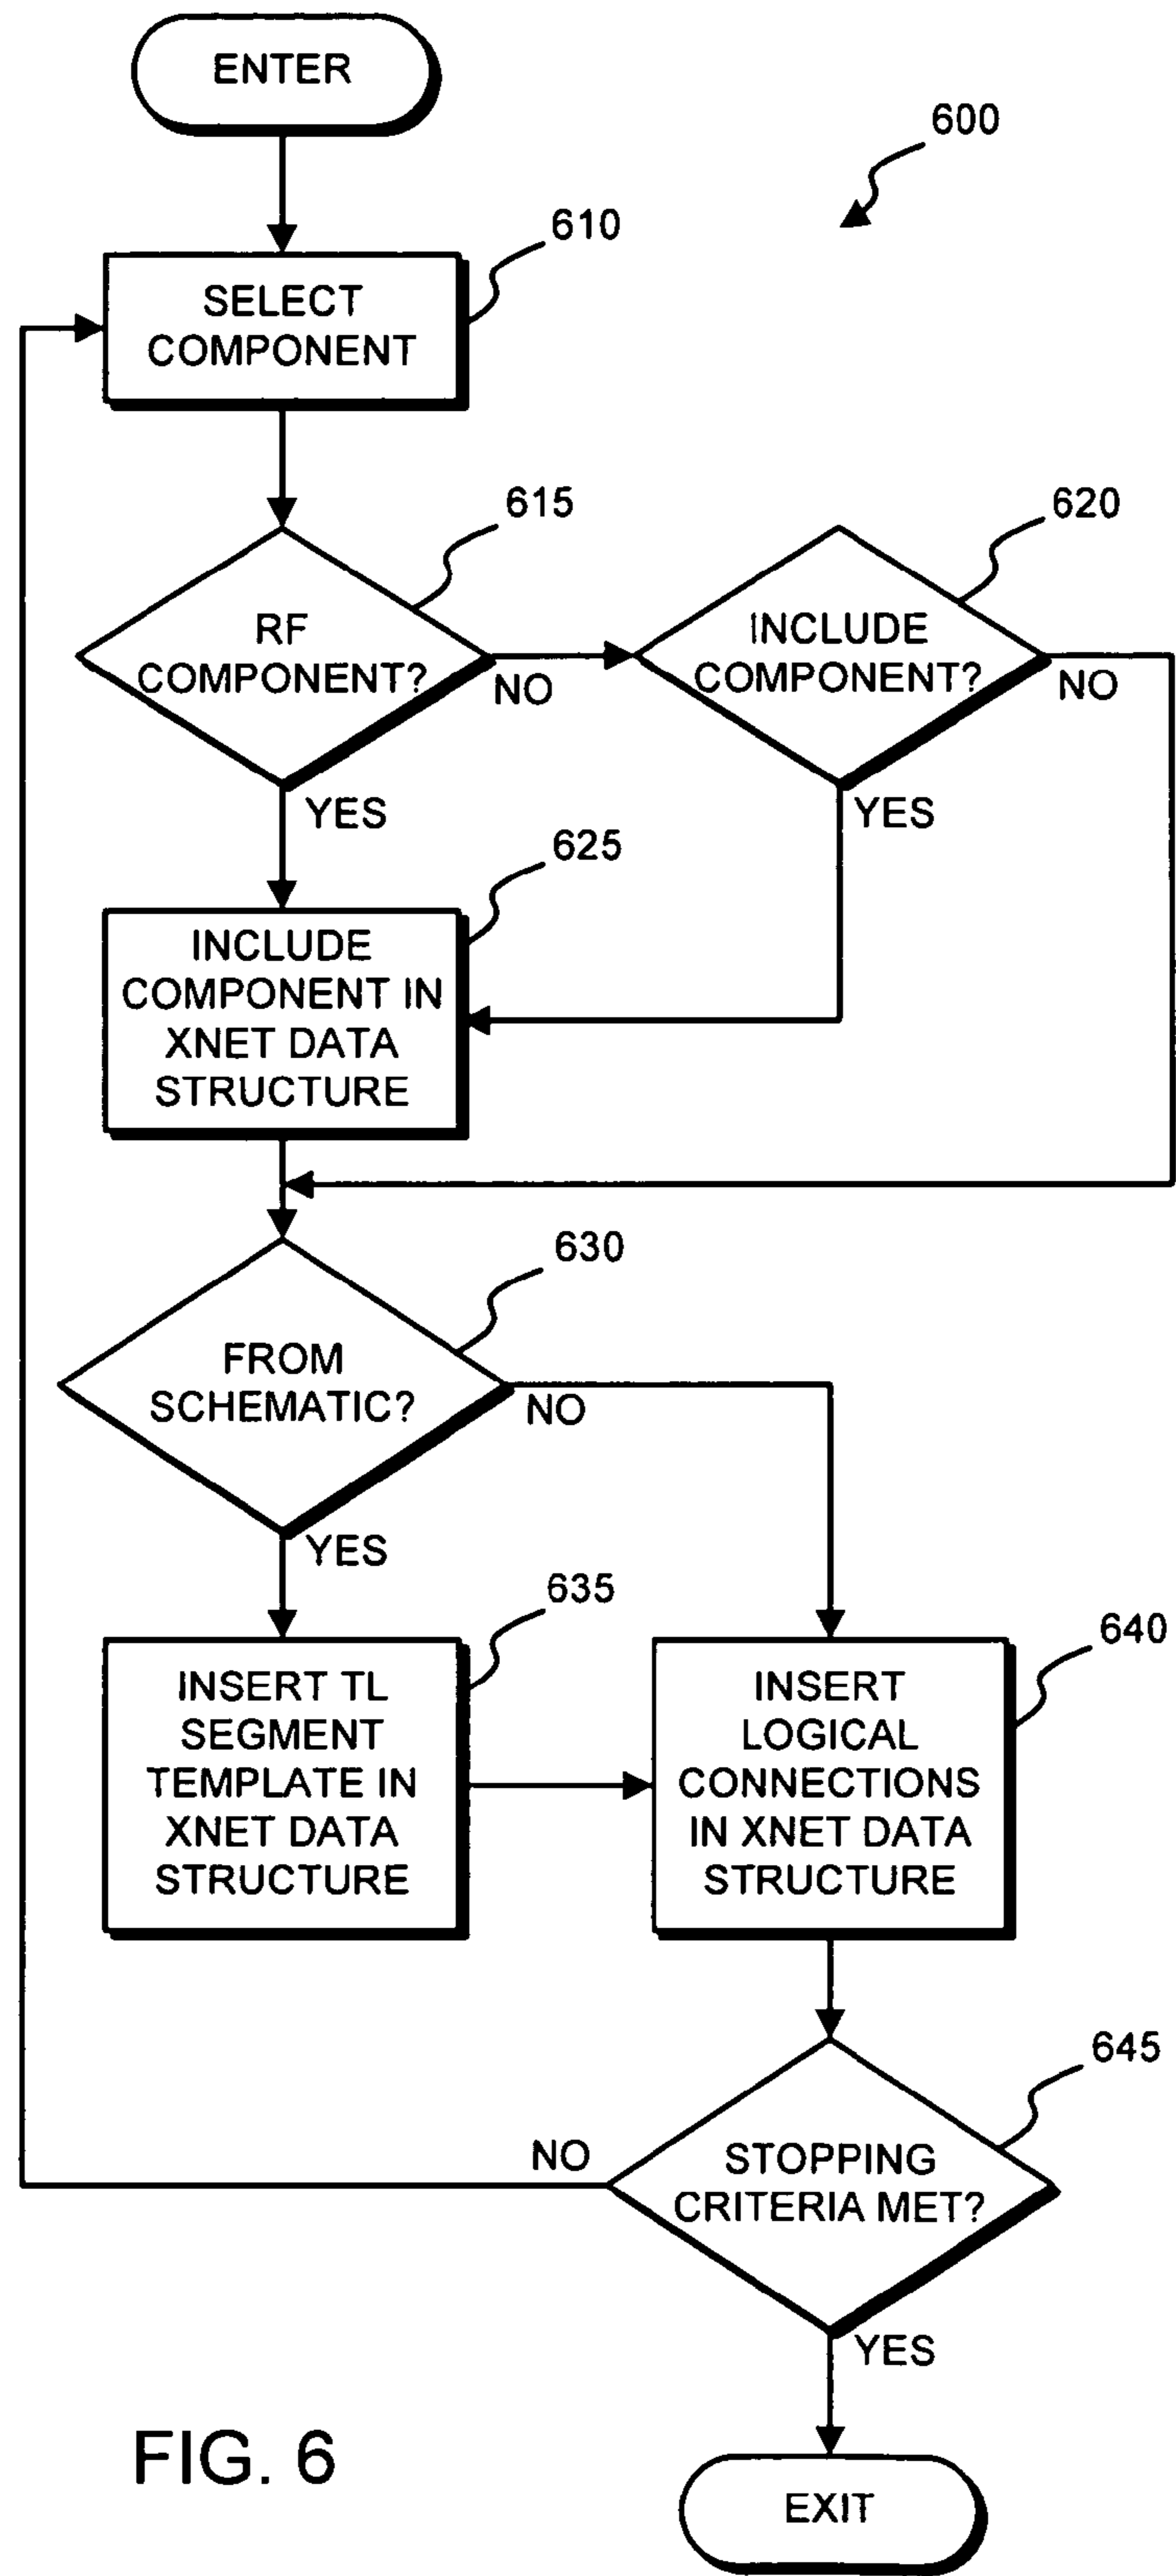 ENTER
600
610
SELECT
COMPONENT
615
620
RF
COMPONENT?
INCLUDE
COMPONENT?
NO
NO
YES
YES
625
INCLUDE
COMPONENT IN
XNET DATA
STRUCTURE
630
FROM
SCHEMATIC?
NO
YES
635
640
INSERT TL
SEGMENT
TEMPLATE IN
XNET DATA
STRUCTURE
INSERT
LOGICAL
CONNECTIONS
IN XNET DATA
STRUCTURE
645
NO
STOPPING
CRITERIA MET?
YES
FIG. 6
EXIT